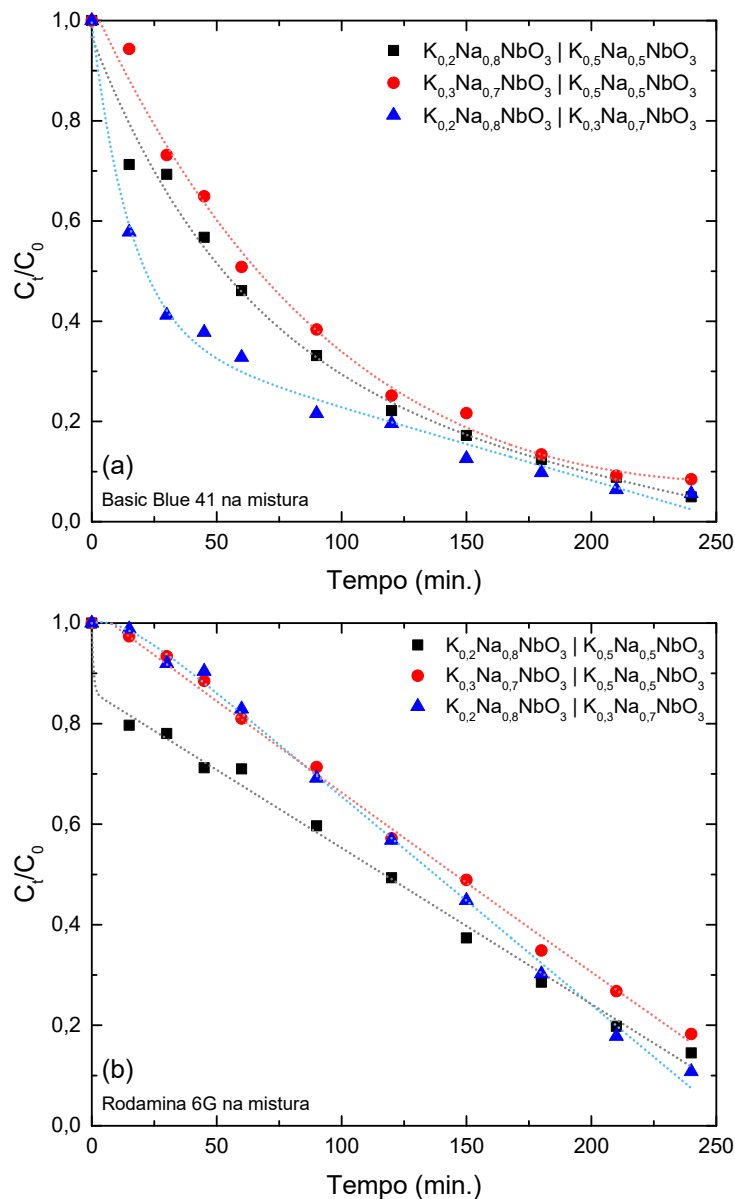 1,0
0,8
0,6
0,4
0,2
0,0
Cₜ/C₀
K₀,₂Na₀,₈NbO₃ | K₀,₅Na₀,₅NbO₃
K₀,₃Na₀,₇NbO₃ | K₀,₅Na₀,₅NbO₃
K₀,₂Na₀,₈NbO₃ | K₀,₃Na₀,₇NbO₃
(a)
Basic Blue 41 na mistura
0 50 100 150 200 250
Tempo (min.)
1,0
0,8
0,6
0,4
0,2
0,0
Cₜ/C₀
K₀,₂Na₀,₈NbO₃ | K₀,₅Na₀,₅NbO₃
K₀,₃Na₀,₇NbO₃ | K₀,₅Na₀,₅NbO₃
K₀,₂Na₀,₈NbO₃ | K₀,₃Na₀,₇NbO₃
(b)
Rodamina 6G na mistura
0 50 100 150 200 250
Tempo (min.)